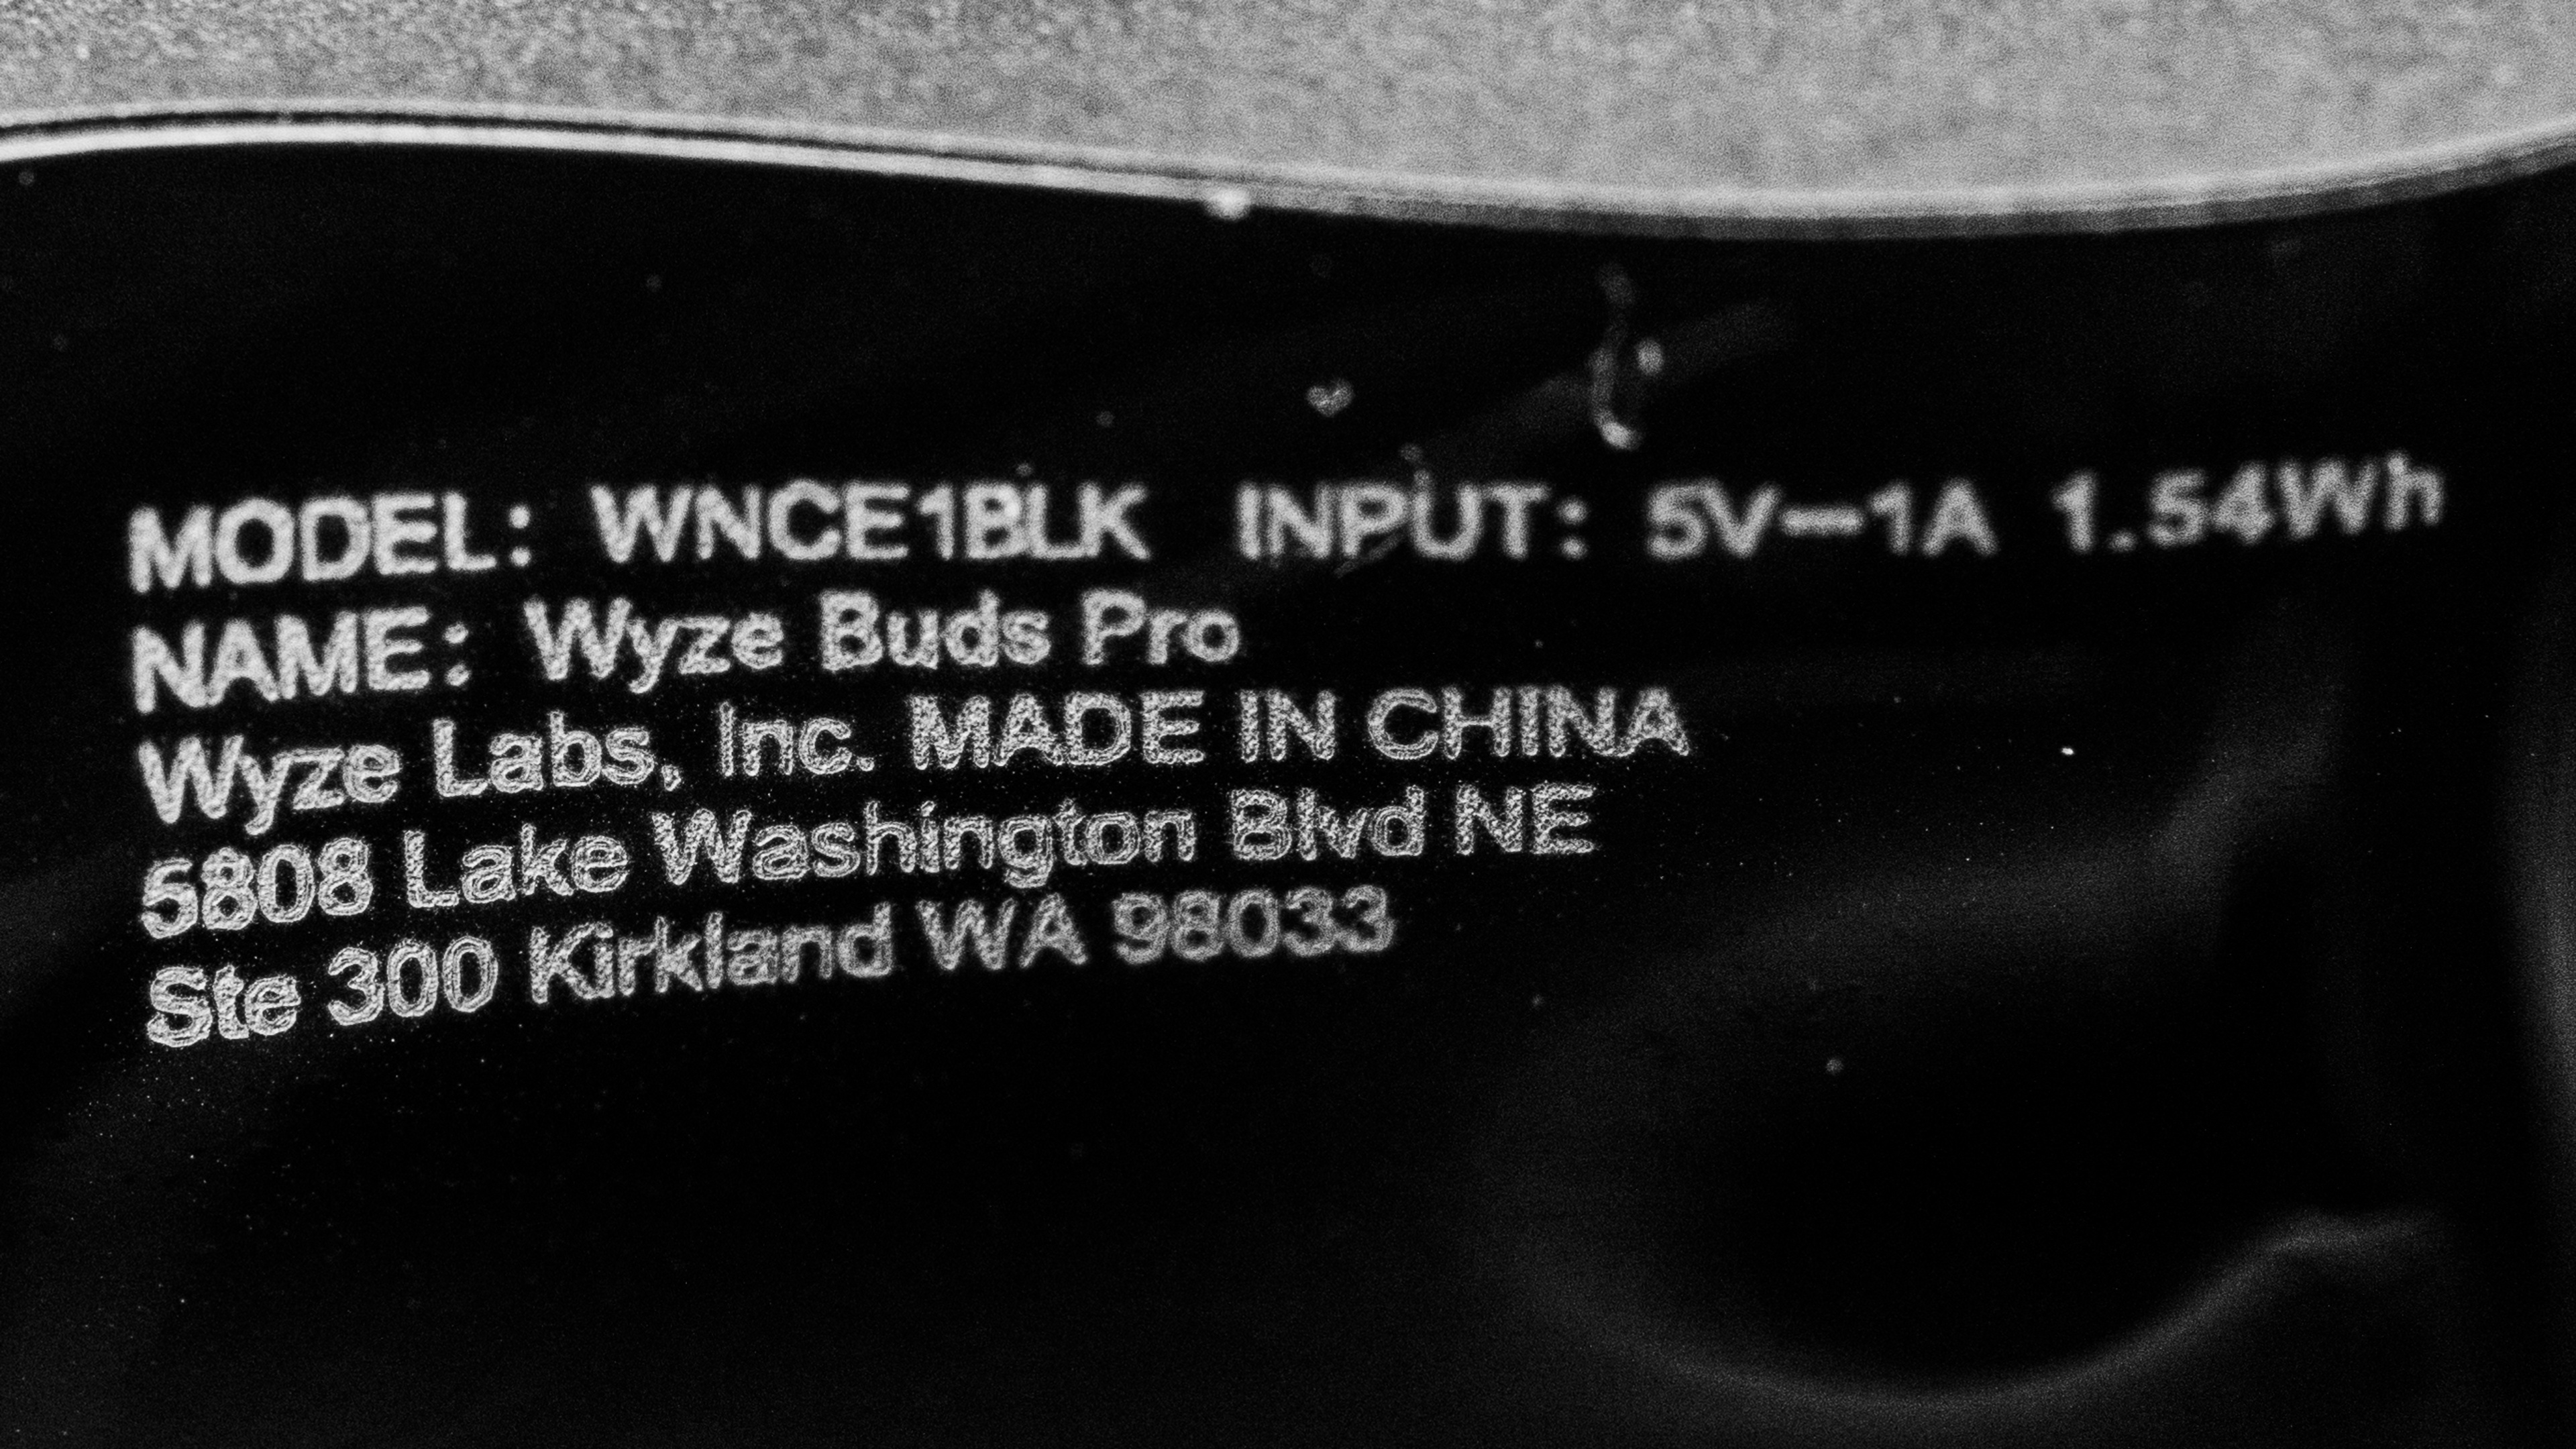 MODEL: WNCE1BLK INPUT: 5V—1A 1.54Wh
NAME: Wyze Buds Pro
Wyze Labs, Inc. MADE IN CHINA
5808 Lake Washington Blvd NE
Ste 300 Kirkland WA 98033